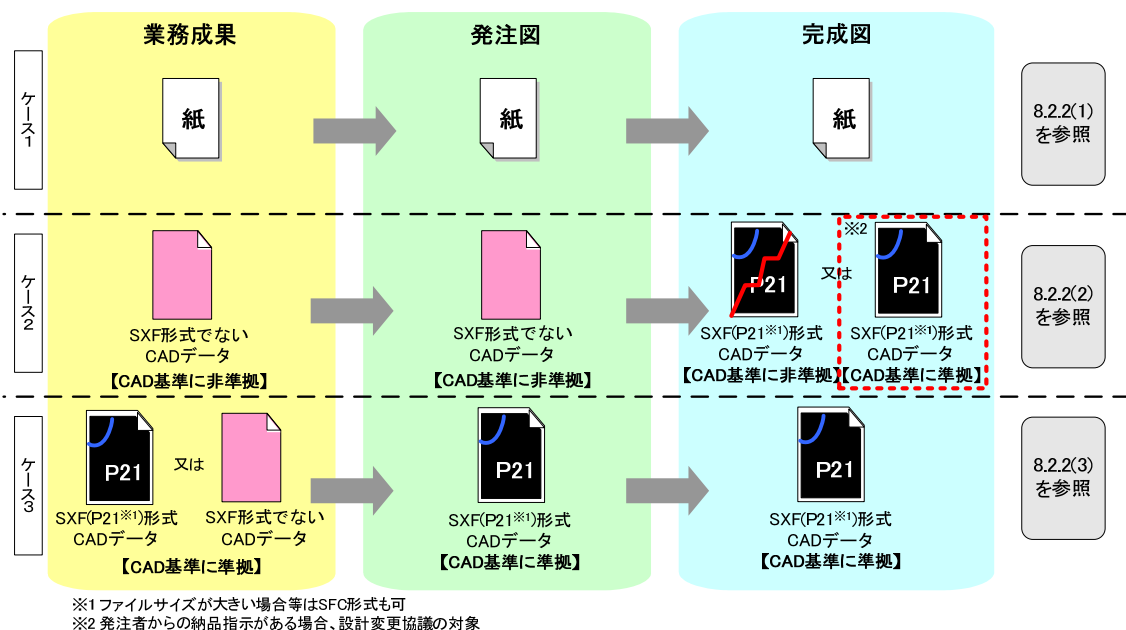 業務成果
発注図
完成図
ケース1
紙
紙
紙
8.2.2(1)
を参照
ケース2
SXF形式でない
CADデータ
【CAD基準に非準拠】
SXF形式でない
CADデータ
【CAD基準に非準拠】
P21
SXF(P21※1)形式
CADデータ
【CAD基準に非準拠】
又は
※2
P21
SXF(P21※1)形式
CADデータ
【CAD基準に準拠】
8.2.2(2)
を参照
ケース3
P21
SXF(P21※1)形式
CADデータ
又は
SXF形式でない
CADデータ
【CAD基準に準拠】
P21
SXF(P21※1)形式
CADデータ
【CAD基準に準拠】
P21
SXF(P21※1)形式
CADデータ
【CAD基準に準拠】
8.2.2(3)
を参照
※1 ファイルサイズが大きい場合等はSFC形式も可
※2 発注者からの納品指示がある場合、設計変更協議の対象